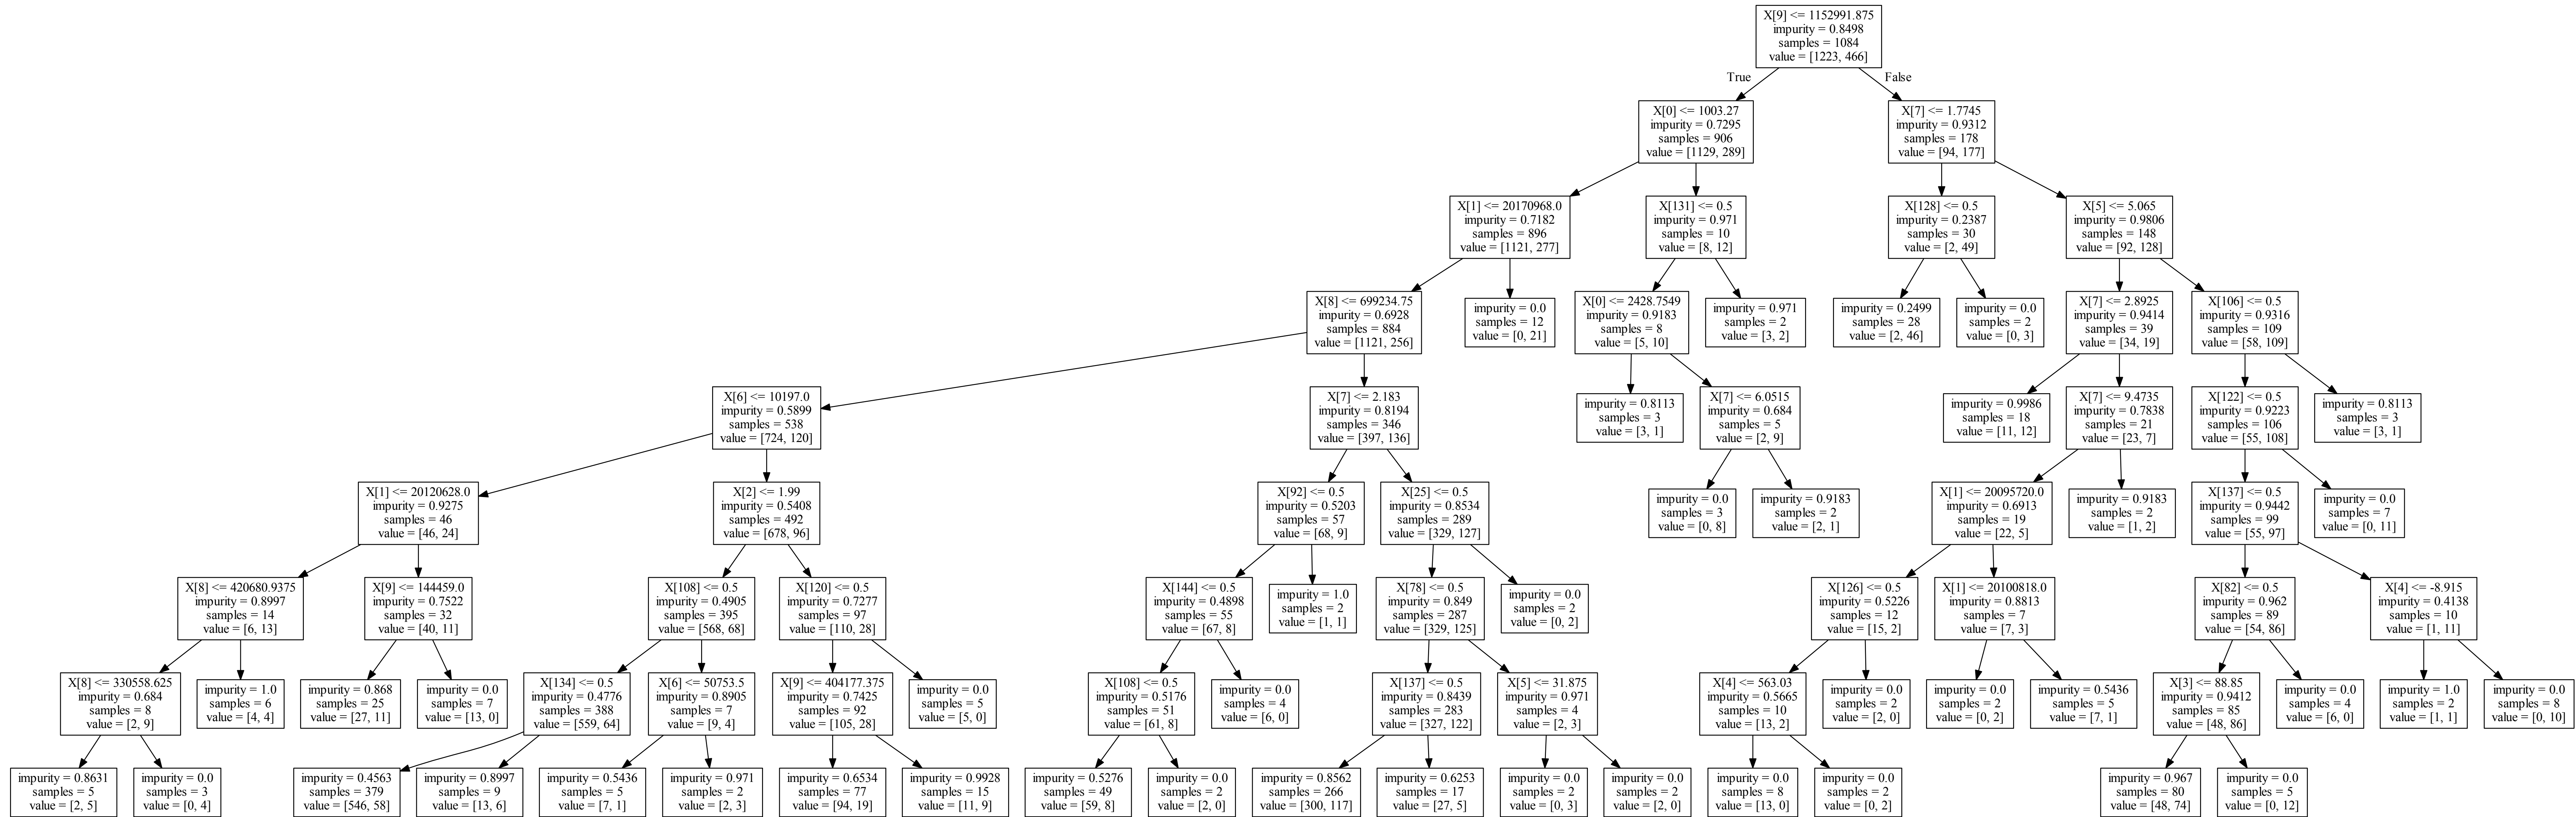 X[9] <= 1152991.875
impurity = 0.8498
samples = 1084
value = [1223, 466]
True
False
X[0] <= 1003.27
impurity = 0.7295
samples = 906
value = [1129, 289]
X[7] <= 1.7745
impurity = 0.9312
samples = 178
value = [94, 177]
X[1] <= 20170968.0
impurity = 0.7182
samples = 896
value = [1121, 277]
X[131] <= 0.5
impurity = 0.971
samples = 10
value = [8, 12]
X[128] <= 0.5
impurity = 0.2387
samples = 30
value = [2, 49]
X[5] <= 5.065
impurity = 0.9806
samples = 148
value = [92, 128]
X[8] <= 699234.75
impurity = 0.6928
samples = 884
value = [1121, 256]
impurity = 0.0
samples = 12
value = [0, 21]
X[0] <= 2428.7549
impurity = 0.9183
samples = 8
value = [5, 10]
impurity = 0.971
samples = 2
value = [3, 2]
impurity = 0.2499
samples = 28
value = [2, 46]
impurity = 0.0
samples = 2
value = [0, 3]
X[7] <= 2.8925
impurity = 0.9414
samples = 39
value = [34, 19]
X[106] <= 0.5
impurity = 0.9316
samples = 109
value = [58, 109]
X[6] <= 10197.0
impurity = 0.5899
samples = 538
value = [724, 120]
X[7] <= 2.183
impurity = 0.8194
samples = 346
value = [397, 136]
impurity = 0.8113
samples = 3
value = [3, 1]
X[7] <= 6.0515
impurity = 0.684
samples = 5
value = [2, 9]
impurity = 0.9986
samples = 18
value = [11, 12]
X[7] <= 9.4735
impurity = 0.7838
samples = 21
value = [23, 7]
X[122] <= 0.5
impurity = 0.9223
samples = 106
value = [55, 108]
impurity = 0.8113
samples = 3
value = [3, 1]
X[1] <= 20120628.0
impurity = 0.9275
samples = 46
value = [46, 24]
X[2] <= 1.99
impurity = 0.5408
samples = 492
value = [678, 96]
X[92] <= 0.5
impurity = 0.5203
samples = 57
value = [68, 9]
X[25] <= 0.5
impurity = 0.8534
samples = 289
value = [329, 127]
impurity = 0.0
samples = 3
value = [0, 8]
impurity = 0.9183
samples = 2
value = [2, 1]
X[1] <= 20095720.0
impurity = 0.6913
samples = 19
value = [22, 5]
impurity = 0.9183
samples = 2
value = [1, 2]
X[137] <= 0.5
impurity = 0.9442
samples = 99
value = [55, 97]
impurity = 0.0
samples = 7
value = [0, 11]
X[8] <= 420680.9375
impurity = 0.8997
samples = 14
value = [6, 13]
X[9] <= 144459.0
impurity = 0.7522
samples = 32
value = [40, 11]
X[108] <= 0.5
impurity = 0.4905
samples = 395
value = [568, 68]
X[120] <= 0.5
impurity = 0.7277
samples = 97
value = [110, 28]
X[144] <= 0.5
impurity = 0.4898
samples = 55
value = [67, 8]
impurity = 1.0
samples = 2
value = [1, 1]
X[78] <= 0.5
impurity = 0.849
samples = 287
value = [329, 125]
impurity = 0.0
samples = 2
value = [0, 2]
X[126] <= 0.5
impurity = 0.5226
samples = 12
value = [15, 2]
X[1] <= 20100818.0
impurity = 0.8813
samples = 7
value = [7, 3]
X[82] <= 0.5
impurity = 0.962
samples = 89
value = [54, 86]
X[4] <= -8.915
impurity = 0.4138
samples = 10
value = [1, 11]
X[8] <= 330558.625
impurity = 0.684
samples = 8
value = [2, 9]
impurity = 1.0
samples = 6
value = [4, 4]
impurity = 0.868
samples = 25
value = [27, 11]
impurity = 0.0
samples = 7
value = [13, 0]
X[134] <= 0.5
impurity = 0.4776
samples = 388
value = [559, 64]
X[6] <= 50753.5
impurity = 0.8905
samples = 7
value = [9, 4]
X[9] <= 404177.375
impurity = 0.7425
samples = 92
value = [105, 28]
impurity = 0.0
samples = 5
value = [5, 0]
X[108] <= 0.5
impurity = 0.5176
samples = 51
value = [61, 8]
impurity = 0.0
samples = 4
value = [6, 0]
X[137] <= 0.5
impurity = 0.8439
samples = 283
value = [327, 122]
X[5] <= 31.875
impurity = 0.971
samples = 4
value = [2, 3]
X[4] <= 563.03
impurity = 0.5665
samples = 10
value = [13, 2]
impurity = 0.0
samples = 2
value = [2, 0]
impurity = 0.0
samples = 2
value = [0, 2]
impurity = 0.5436
samples = 5
value = [7, 1]
X[3] <= 88.85
impurity = 0.9412
samples = 85
value = [48, 86]
impurity = 0.0
samples = 4
value = [6, 0]
impurity = 1.0
samples = 2
value = [1, 1]
impurity = 0.0
samples = 8
value = [0, 10]
impurity = 0.8631
samples = 5
value = [2, 5]
impurity = 0.0
samples = 3
value = [0, 4]
impurity = 0.4563
samples = 379
value = [546, 58]
impurity = 0.8997
samples = 9
value = [13, 6]
impurity = 0.5436
samples = 5
value = [7, 1]
impurity = 0.971
samples = 2
value = [2, 3]
impurity = 0.6534
samples = 77
value = [94, 19]
impurity = 0.9928
samples = 15
value = [11, 9]
impurity = 0.5276
samples = 49
value = [59, 8]
impurity = 0.0
samples = 2
value = [2, 0]
impurity = 0.8562
samples = 266
value = [300, 117]
impurity = 0.6253
samples = 17
value = [27, 5]
impurity = 0.0
samples = 2
value = [0, 3]
impurity = 0.0
samples = 2
value = [2, 0]
impurity = 0.0
samples = 8
value = [13, 0]
impurity = 0.0
samples = 2
value = [0, 2]
impurity = 0.967
samples = 80
value = [48, 74]
impurity = 0.0
samples = 5
value = [0, 12]